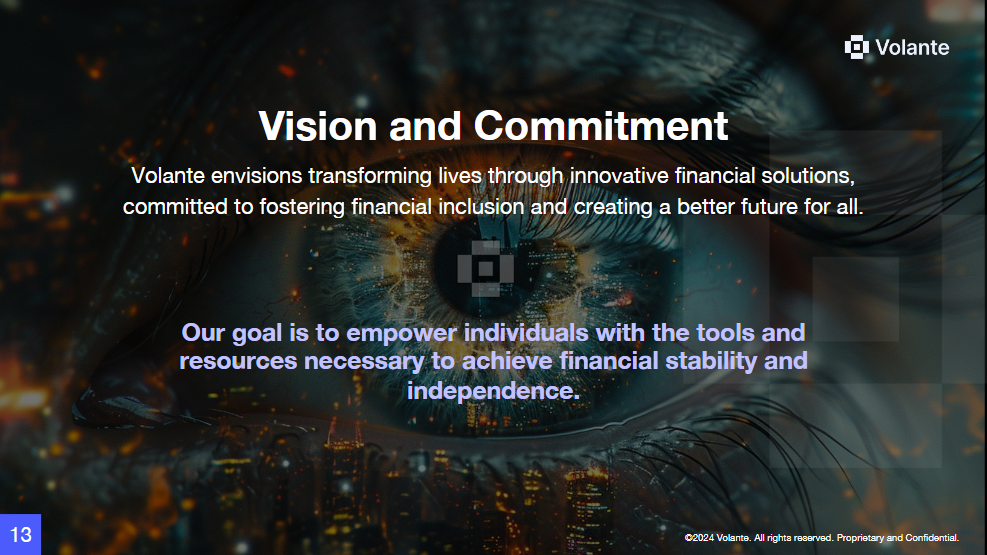 Volante
Vision and Commitment
Volante envisions transforming lives through innovative financial solutions,
committed to fostering financial inclusion and creating a better future for all.
Our goal is to empower individuals with the tools and
resources necessary to achieve financial stability and
independence.
13
©2024 Volante. All rights reserved. Proprietary and Confidential.